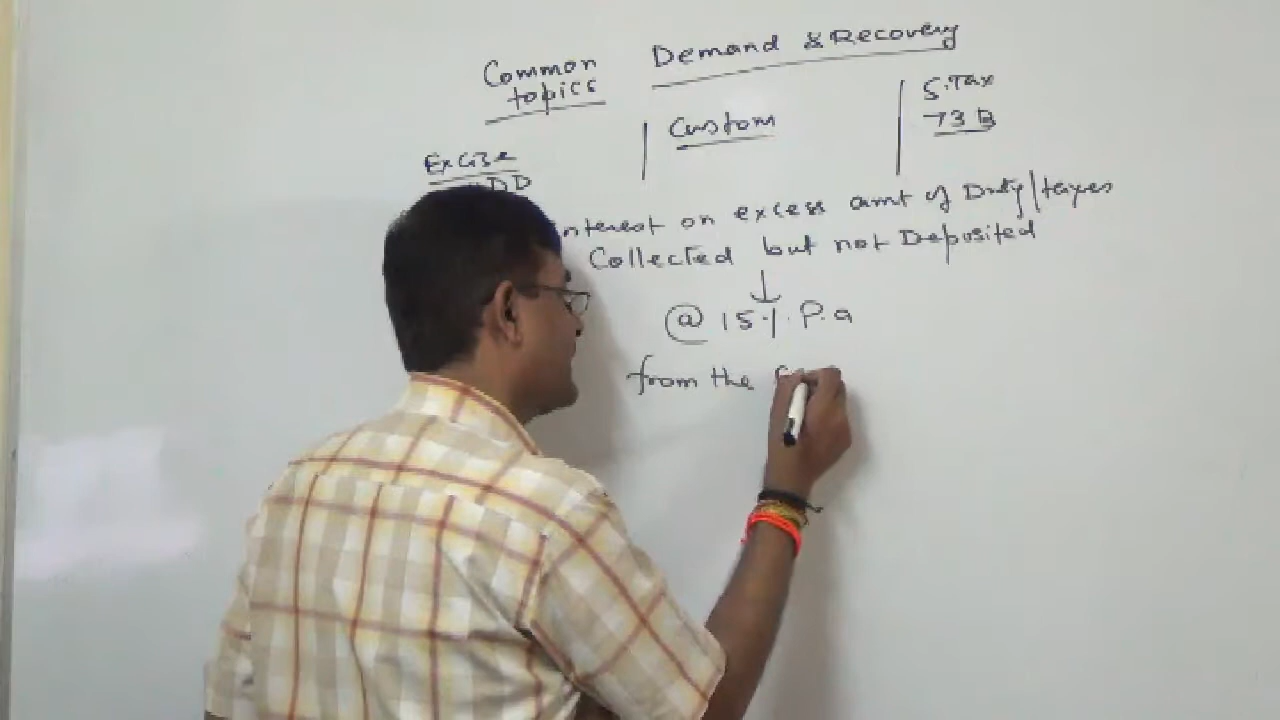 Common Demand & Recovery
topics
Excise
DD
Custom
S.Tax
73 B
interest on excess amt of Duty/taxes
Collected but not Deposited
@ 15%. P.a
from the